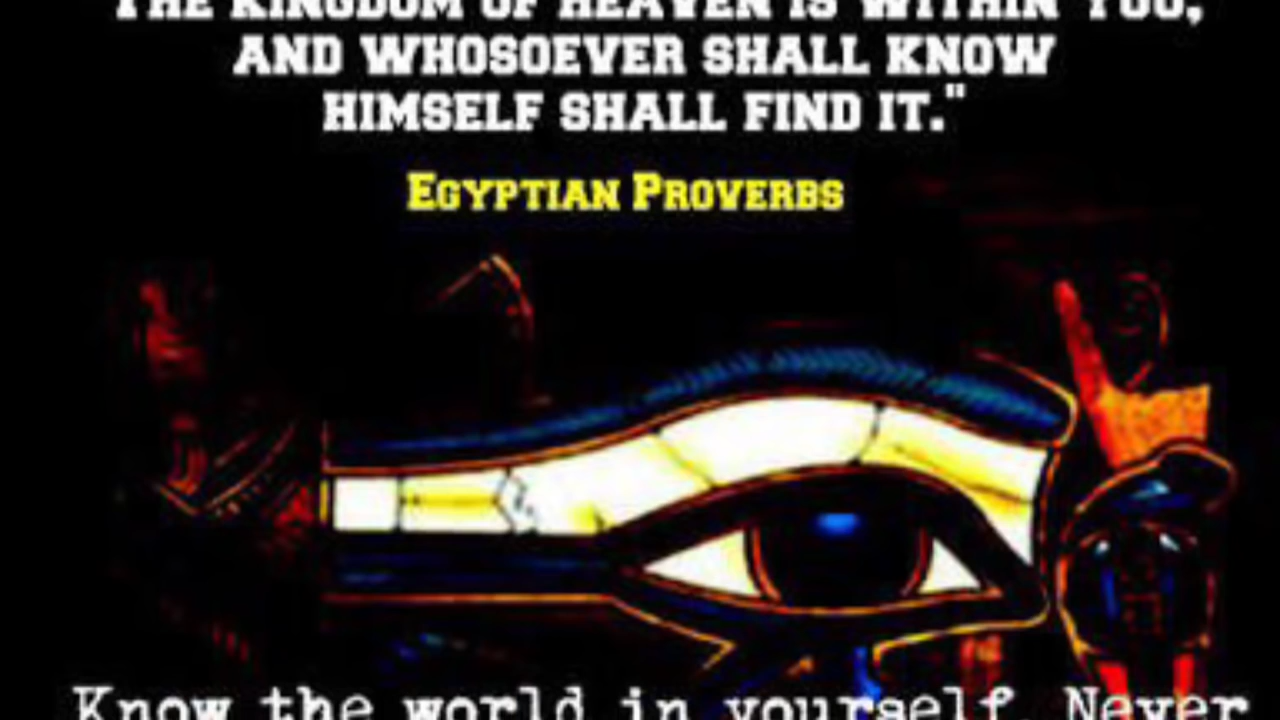 "THE KINGDOM OF HEAVEN IS WITHIN YOU,
AND WHOSOEVER SHALL KNOW
HIMSELF SHALL FIND IT."
EGYPTIAN PROVERBS
Know the world in yourself. Never